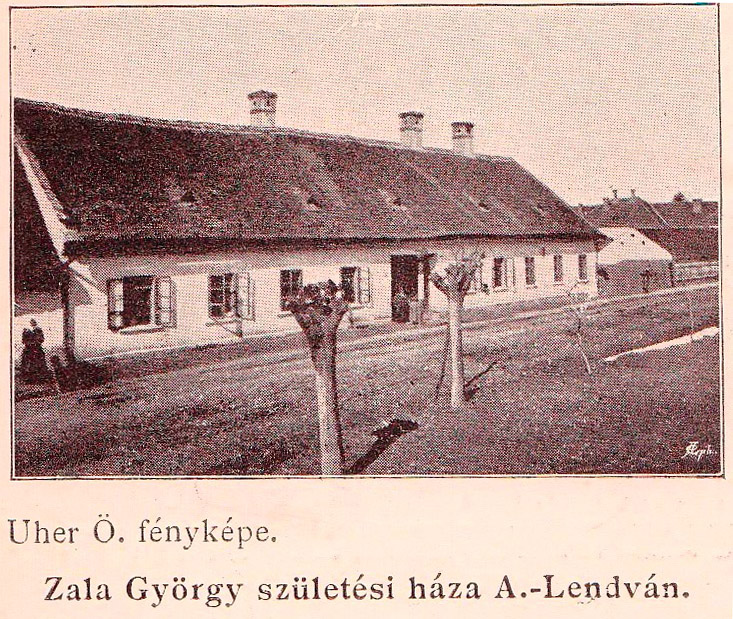 Uher Ö. fényképe.
Zala György születési háza A.-Lendván.